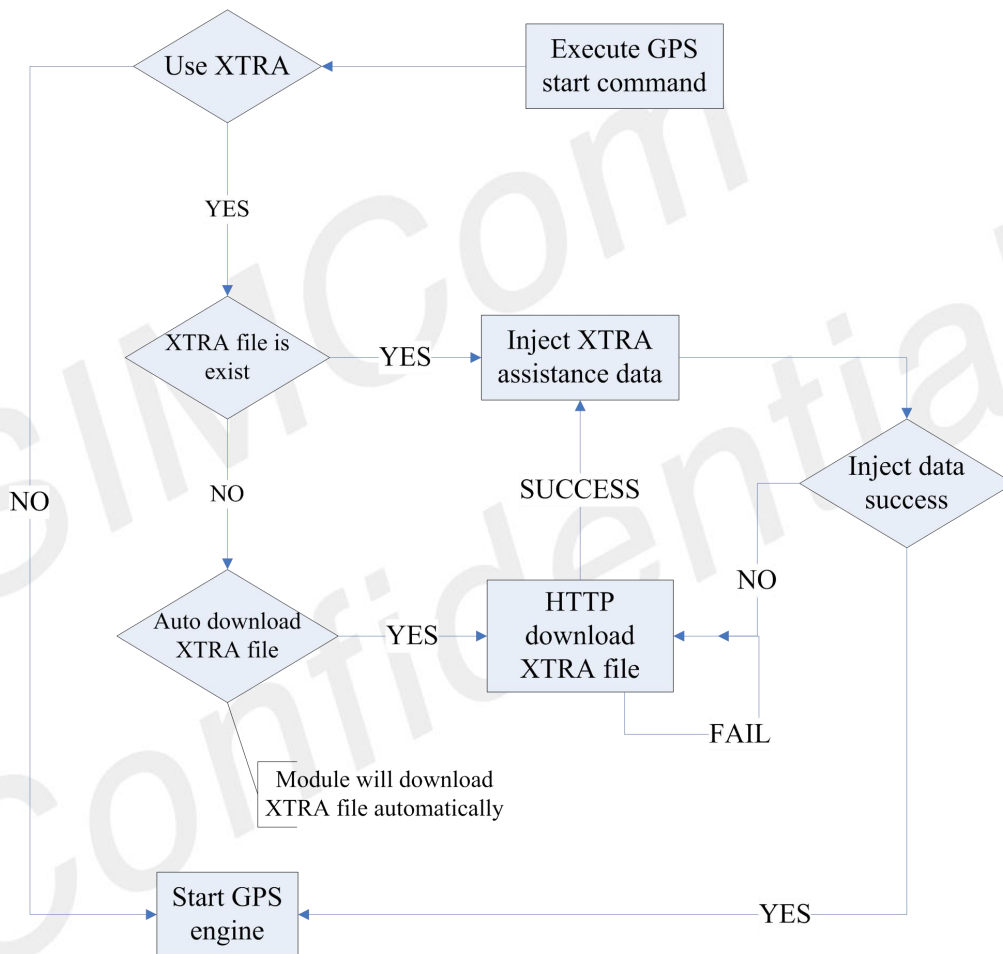 Execute GPS
start command
Use XTRA
YES
XTRA file is
exist
YES
Inject XTRA
assistance data
Inject data
success
NO
NO
SUCCESS
NO
Auto download
XTRA file
YES
HTTP
download
XTRA file
FAIL
Module will download
XTRA file automatically
Start GPS
engine
YES
SIMCom
Confidential